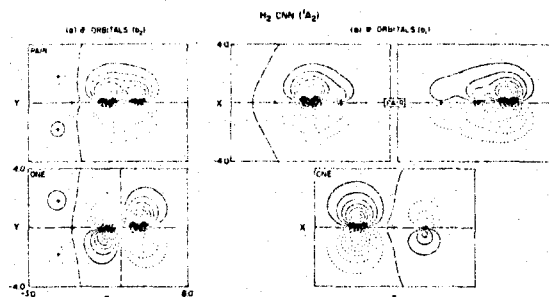 H₂ CNN (¹A₂)
(a) σ ORBITALS (b₂)
(b) π ORBITALS (b₁)
PAIR
Y
X
PAIR
4.0
-4.0
4.0
ONE
Y
-4.0
-3.0
8.0
ONE
X